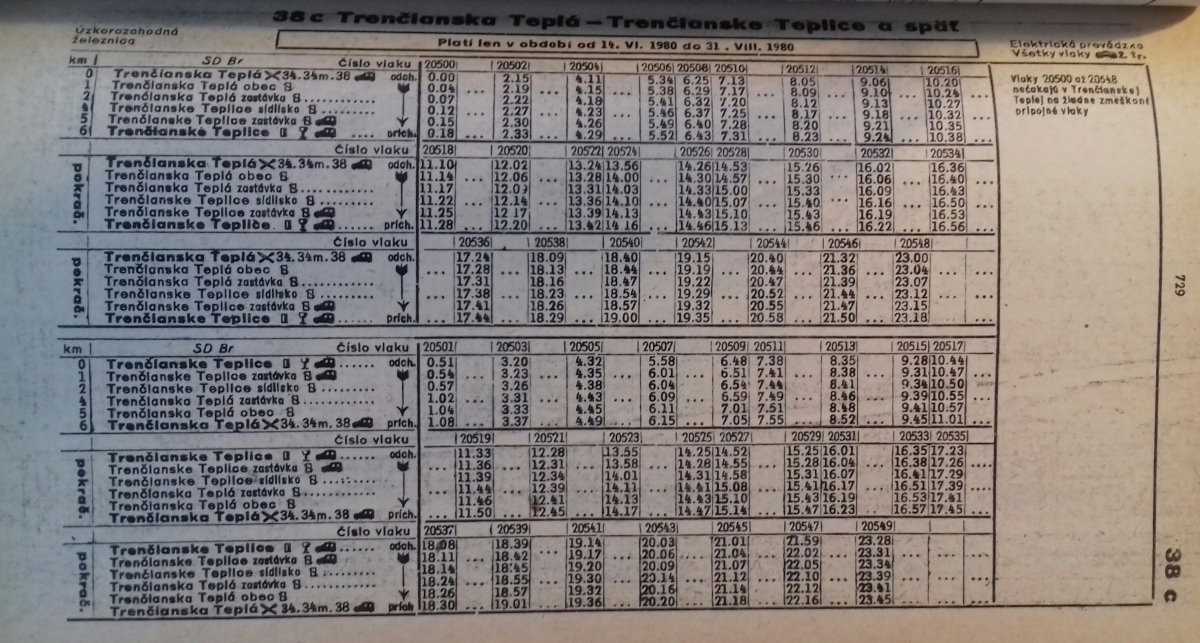 38c Trenčianska Teplá – Trenčianske Teplice a späť
Úzkorozchodná železnica
Platí len v období od 14. VI. 1980 do 31. VIII. 1980
Elektrická prevádzka
Všetky vlaky 2. tr.
km SD Br Číslo vlaku 20500 20502 20504 20506 20508 20510 20512 20514 20516
0 Trenčianska Teplá 34.34m.38 odch. 0.00 2.15 4.11 5.34 6.25 7.13 8.05 9.06 10.20
1 Trenčianska Teplá obec 0.04 ... 2.19 ... 4.15 ... 5.38 6.29 7.17 ... 8.09 ... 9.10 ... 10.24 ...
2 Trenčianska Teplá zastávka 0.07 2.22 4.18 5.41 6.32 7.20 8.12 9.13 10.27
4 Trenčianske Teplice sídlisko 0.12 ... 2.27 ... 4.23 ... 5.46 6.37 7.25 ... 8.17 ... 9.18 ... 10.32
5 Trenčianske Teplice zastávka 0.15 2.30 4.26 5.49 6.40 7.28 8.20 9.21 10.35
6 Trenčianske Teplice prích. 0.18 ... 2.33 ... 4.29 ... 5.52 6.43 7.31 ... 8.23 ... 9.24 ... 10.38 ...
Vlaky 20500 až 20548
nečakajú v Trenčianskej
Teplej na žiadne zmeškané
prípojné vlaky
pokrač.
Číslo vlaku 20518 20520 20522 20524 20526 20528 20530 20532 20534
Trenčianska Teplá 34.34m.38 odch. 11.10 12.02 13.24 13.56 14.26 14.53 15.26 16.02 16.36
Trenčianska Teplá obec 11.14 ... 12.06 ... 13.28 14.00 ... 14.30 14.57 ... 15.30 ... 16.06 ... 16.40
Trenčianska Teplá zastávka 11.17 13.31 14.03 14.33 15.00 15.33 16.09 16.43
Trenčianske Teplice sídlisko 11.22 ... 12.14 ... 13.36 14.10 ... 14.40 15.07 ... 15.40 ... 16.16 ... 16.50
Trenčianske Teplice zastávka 11.25 12.17 13.39 14.13 14.43 15.10 15.43 16.19 16.53
Trenčianske Teplice prích. 11.28 ... 12.20 ... 13.42 14.16 ... 14.46 15.13 ... 15.46 ... 16.22 ... 16.56
pokrač.
Číslo vlaku 20536 20538 20540 20542 20544 20546 20548
Trenčianska Teplá 34.34m.38 odch. 17.24 18.09 18.40 19.15 20.40 21.32 23.00
Trenčianska Teplá obec ... 17.28 ... 18.13 ... 18.44 ... 19.19 ... 20.44 ... 21.36 ... 23.04 ...
Trenčianska Teplá zastávka 17.31 18.16 18.47 19.22 20.47 21.39 23.07
Trenčianske Teplice sídlisko ... 17.38 ... 18.23 ... 18.54 ... 19.29 ... 20.52 ... 21.44 ... 23.12 ...
Trenčianske Teplice zastávka 17.41 18.26 18.57 19.32 20.55 21.47 23.15
Trenčianske Teplice prích. ... 17.44 ... 18.29 ... 19.00 ... 19.35 ... 20.58 ... 21.50 ... 23.18 ...
729
km SD Br Číslo vlaku 20501 20503 20505 20507 20509 20511 20513 20515 20517
0 Trenčianske Teplice odch. 0.51 3.20 4.32 5.58 6.48 7.38 8.35 9.28 10.44
1 Trenčianske Teplice zastávka 0.54 ... 3.23 ... 4.35 ... 6.01 ... 6.51 7.41 ... 8.38 ... 9.31 10.47
2 Trenčianske Teplice sídlisko 0.57 3.26 4.38 6.04 6.54 7.44 8.41 9.34 10.50
4 Trenčianska Teplá zastávka 1.02 ... 3.31 ... 4.43 ... 6.09 ... 6.59 7.49 ... 8.46 ... 9.39 10.55
5 Trenčianska Teplá obec 1.04 3.33 4.45 6.11 7.01 7.51 8.48 9.41 10.57
6 Trenčianska Teplá 34.34m.38 prích. 1.08 ... 3.37 ... 4.49 ... 6.15 ... 7.05 7.55 ... 8.52 ... 9.45 11.01
pokrač.
Číslo vlaku 20519 20521 20523 20525 20527 20529 20531 20533 20535
Trenčianske Teplice odch. 11.33 12.28 13.55 14.25 14.52 15.25 16.01 16.35 17.23
Trenčianske Teplice zastávka ... 11.36 ... 12.31 ... 13.58 ... 14.28 14.55 ... 15.28 16.04 ... 16.38 17.26 ...
Trenčianske Teplice sídlisko 11.39 12.34 14.01 14.31 14.58 15.31 16.07 16.41 17.29
Trenčianska Teplá zastávka ... 11.44 ... 12.39 ... 14.11 ... 14.41 15.08 ... 15.41 16.17 ... 16.51 17.39 ...
Trenčianska Teplá obec 11.46 12.41 14.13 14.43 15.10 15.43 16.19 16.53 17.41
Trenčianska Teplá 34.34m.38 prích. ... 11.50 ... 12.45 ... 14.17 ... 14.47 15.14 ... 15.47 16.23 ... 16.57 17.45 ...
pokrač.
Číslo vlaku 20537 20539 20541 20543 20545 20547 20549
Trenčianske Teplice odch. 18.08 18.39 19.14 20.03 21.01 21.59 23.28
Trenčianske Teplice zastávka 18.11 ... 18.42 ... 19.17 ... 20.06 ... 21.04 ... 22.02 ... 23.31 ...
Trenčianske Teplice sídlisko 18.14 18.45 19.20 20.09 21.07 22.05 23.34
Trenčianska Teplá zastávka 18.24 ... 18.55 ... 19.30 ... 20.14 ... 21.12 ... 22.10 ... 23.39 ...
Trenčianska Teplá obec 18.26 18.57 19.32 20.16 21.14 22.12 23.41
Trenčianska Teplá 34.34m.38 prích 18.30 ... 19.01 ... 19.36 ... 20.20 ... 21.18 ... 22.16 ... 23.45 ...
38 c